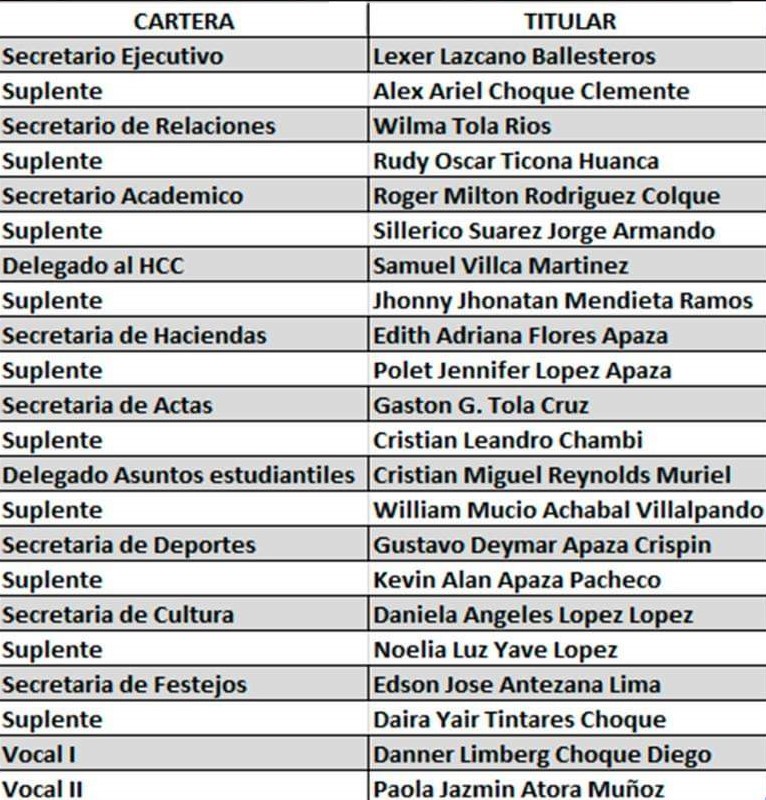 CARTERA TITULAR
Secretario Ejecutivo Lexer Lazcano Ballesteros
Suplente Alex Ariel Choque Clemente
Secretario de Relaciones Wilma Tola Rios
Suplente Rudy Oscar Ticona Huanca
Secretario Academico Roger Milton Rodriguez Colque
Suplente Sillerico Suarez Jorge Armando
Delegado al HCC Samuel Villca Martinez
Suplente Jhonny Jhonatan Mendieta Ramos
Secretaria de Haciendas Edith Adriana Flores Apaza
Suplente Polet Jennifer Lopez Apaza
Secretaria de Actas Gaston G. Tola Cruz
Suplente Cristian Leandro Chambi
Delegado Asuntos estudiantiles Cristian Miguel Reynolds Muriel
Suplente William Mucio Achabal Villalpando
Secretaria de Deportes Gustavo Deymar Apaza Crispin
Suplente Kevin Alan Apaza Pacheco
Secretaria de Cultura Daniela Angeles Lopez Lopez
Suplente Noelia Luz Yave Lopez
Secretaria de Festejos Edson Jose Antezana Lima
Suplente Daira Yair Tintares Choque
Vocal I Danner Limberg Choque Diego
Vocal II Paola Jazmin Atora Muñoz